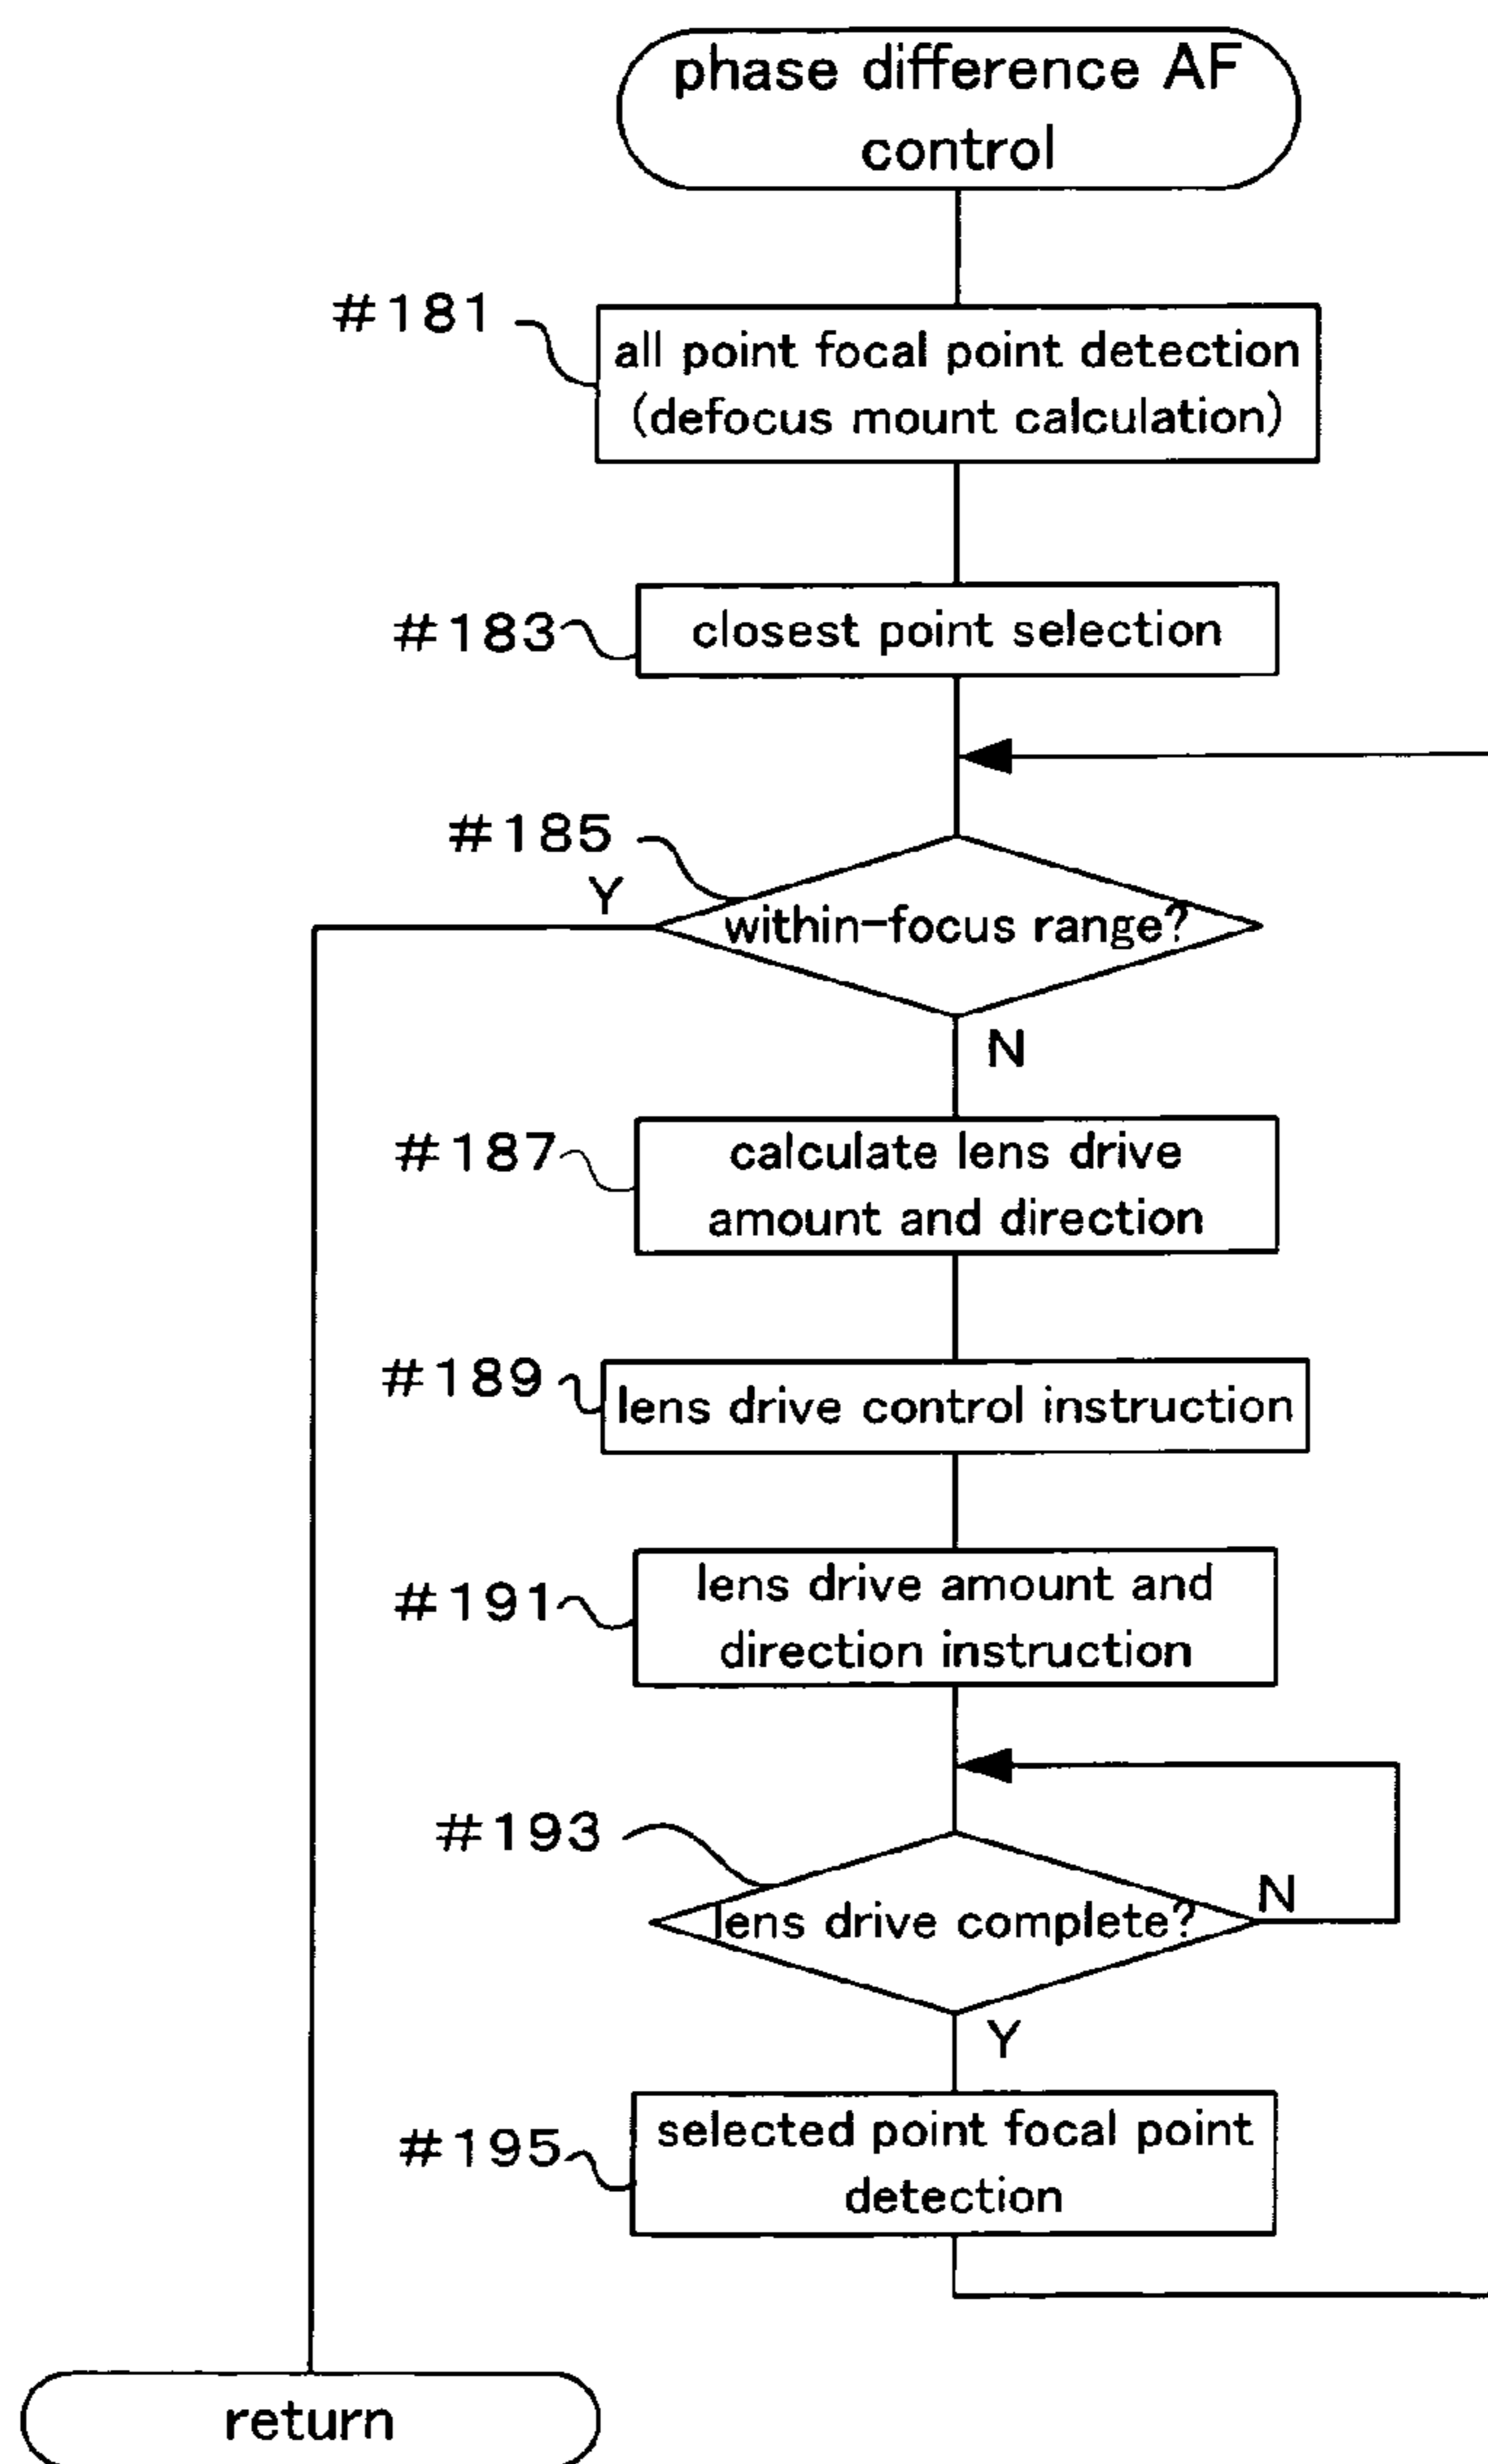 phase difference AF
control
#181
all point focal point detection
(defocus mount calculation)
#183
closest point selection
#185
Y
within-focus range?
N
#187
calculate lens drive
amount and direction
#189
lens drive control instruction
#191
lens drive amount and
direction instruction
#193
lens drive complete?
N
Y
#195
selected point focal point
detection
return